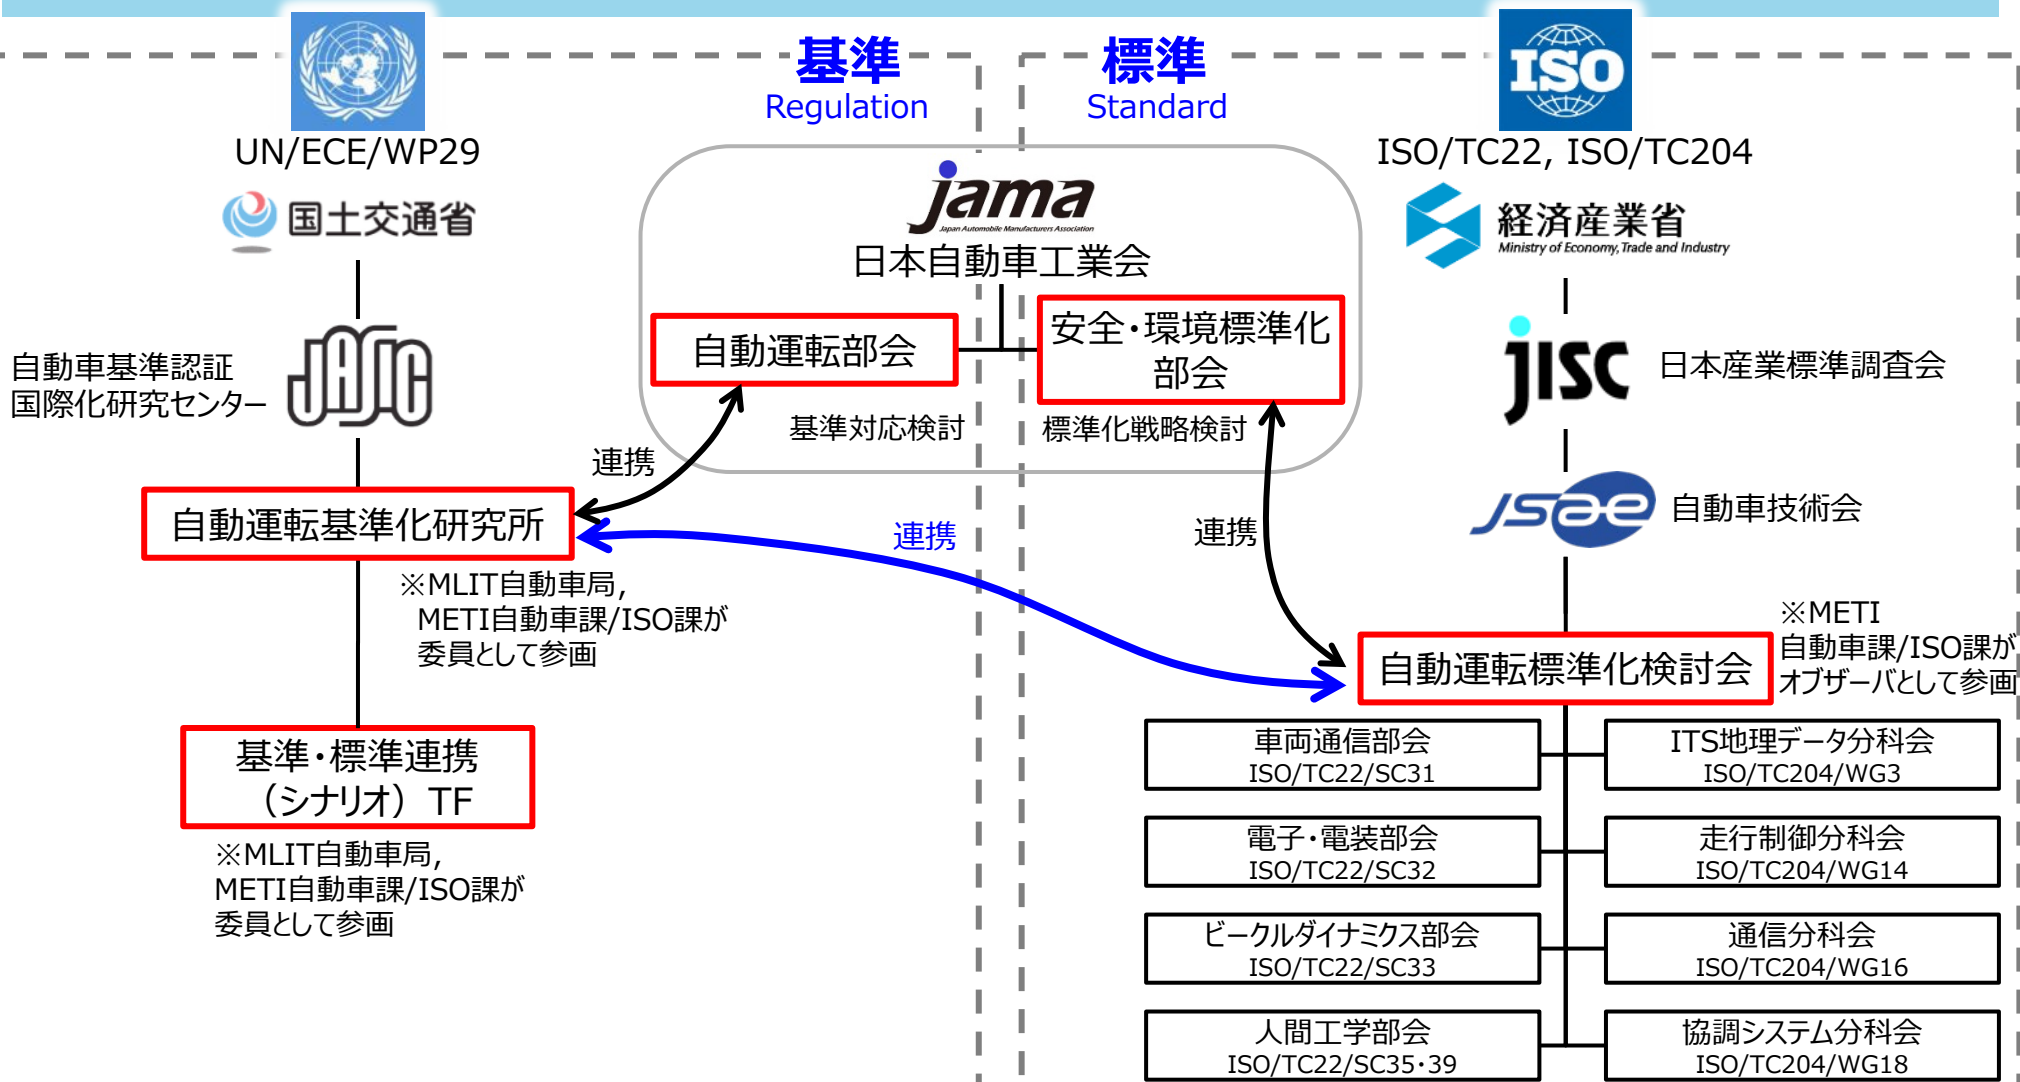 基準
Regulation
標準
Standard
UN/ECE/WP29
国土交通省
自動車基準認証
国際化研究センター
JASIC
自動運転基準化研究所
※MLIT自動車局,
METI自動車課/ISO課が
委員として参画
基準・標準連携
（シナリオ）TF
※MLIT自動車局,
METI自動車課/ISO課が
委員として参画
jama
Japan Automobile Manufacturers Association
日本自動車工業会
自動運転部会
安全・環境標準化
部会
基準対応検討
標準化戦略検討
連携
連携
連携
ISO
ISO/TC22, ISO/TC204
経済産業省
Ministry of Economy, Trade and Industry
jISC
日本産業標準調査会
JSAE
自動車技術会
※METI
自動車課/ISO課が
オブザーバとして参画
自動運転標準化検討会
車両通信部会
ISO/TC22/SC31
ITS地理データ分科会
ISO/TC204/WG3
電子・電装部会
ISO/TC22/SC32
走行制御分科会
ISO/TC204/WG14
ビークルダイナミクス部会
ISO/TC22/SC33
通信分科会
ISO/TC204/WG16
人間工学部会
ISO/TC22/SC35・39
協調システム分科会
ISO/TC204/WG18